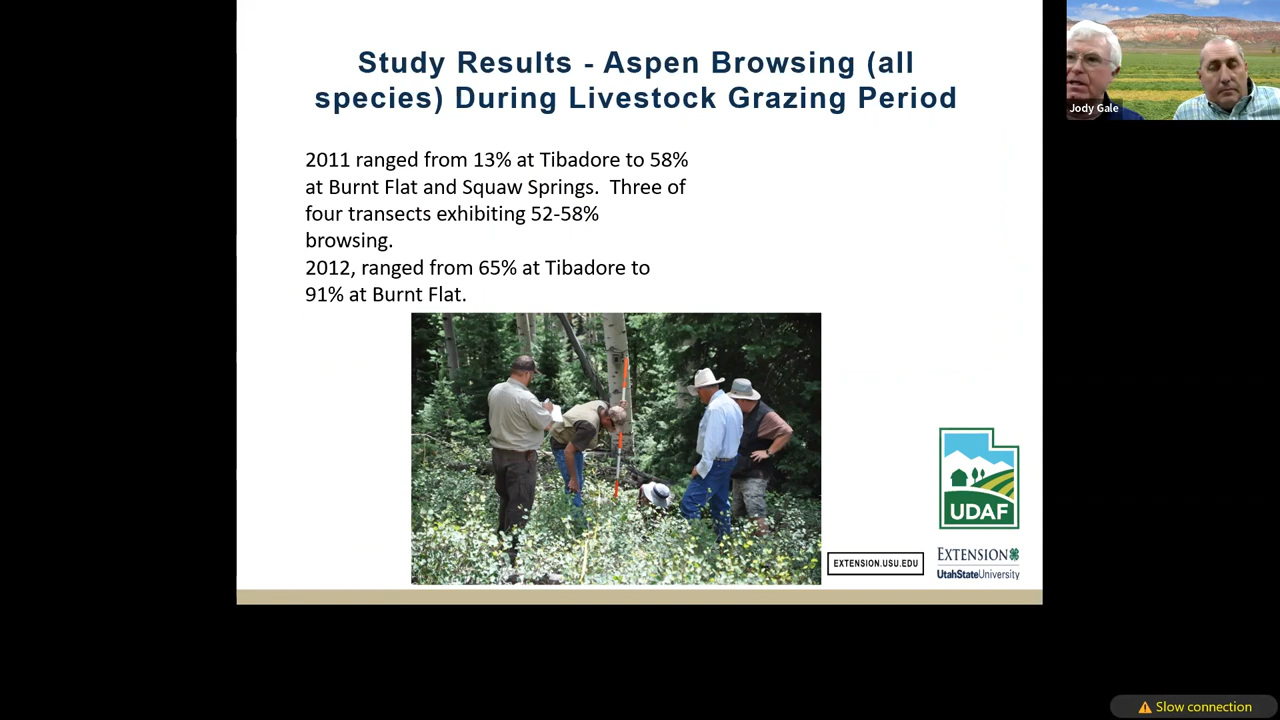 Study Results - Aspen Browsing (all
species) During Livestock Grazing Period
2011 ranged from 13% at Tibadore to 58%
at Burnt Flat and Squaw Springs.  Three of
four transects exhibiting 52-58%
browsing.
2012, ranged from 65% at Tibadore to
91% at Burnt Flat.
UDAF
EXTENSION.USU.EDU
EXTENSION
UtahStateUniversity
Jody Gale
Slow connection